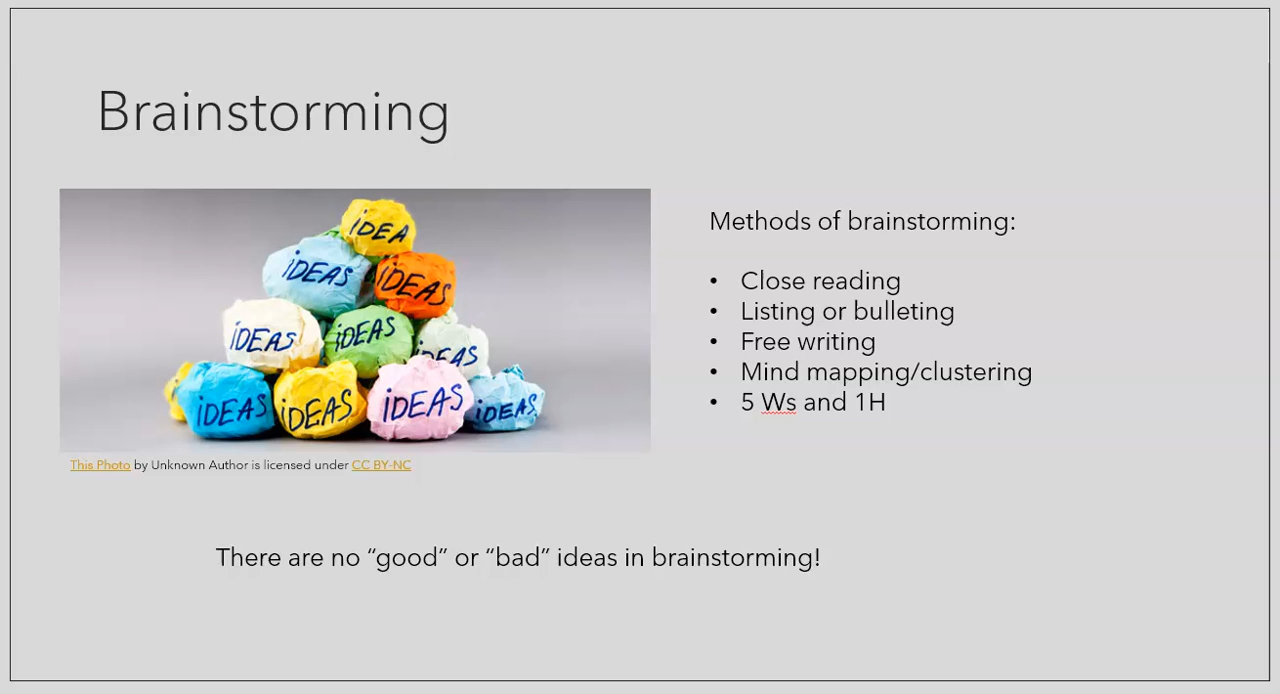 Brainstorming
iDEA
iDEAS
iDEAS
iDEAS
iDEAS
iDEAS
iDEAS
iDEAS
iDEAS
iDEAS
This Photo by Unknown Author is licensed under CC BY-NC
Methods of brainstorming:
• Close reading
• Listing or bulleting
• Free writing
• Mind mapping/clustering
• 5 Ws and 1H
There are no “good” or “bad” ideas in brainstorming!